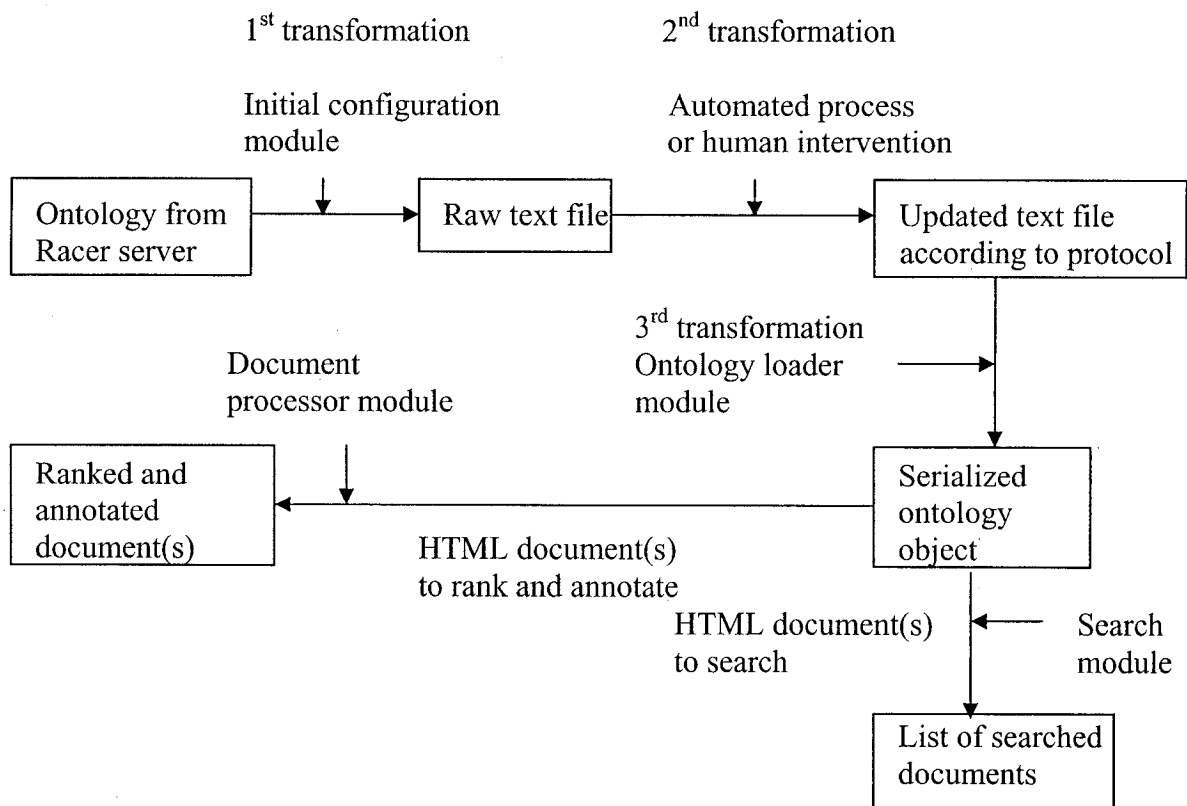 1st transformation
2nd transformation
Initial configuration
module
Automated process
or human intervention
Ontology from
Racer server
Raw text file
Updated text file
according to protocol
3rd transformation
Ontology loader
module
Document
processor module
Ranked and
annotated
document(s)
HTML document(s)
to rank and annotate
Serialized
ontology
object
HTML document(s)
to search
Search
module
List of searched
documents